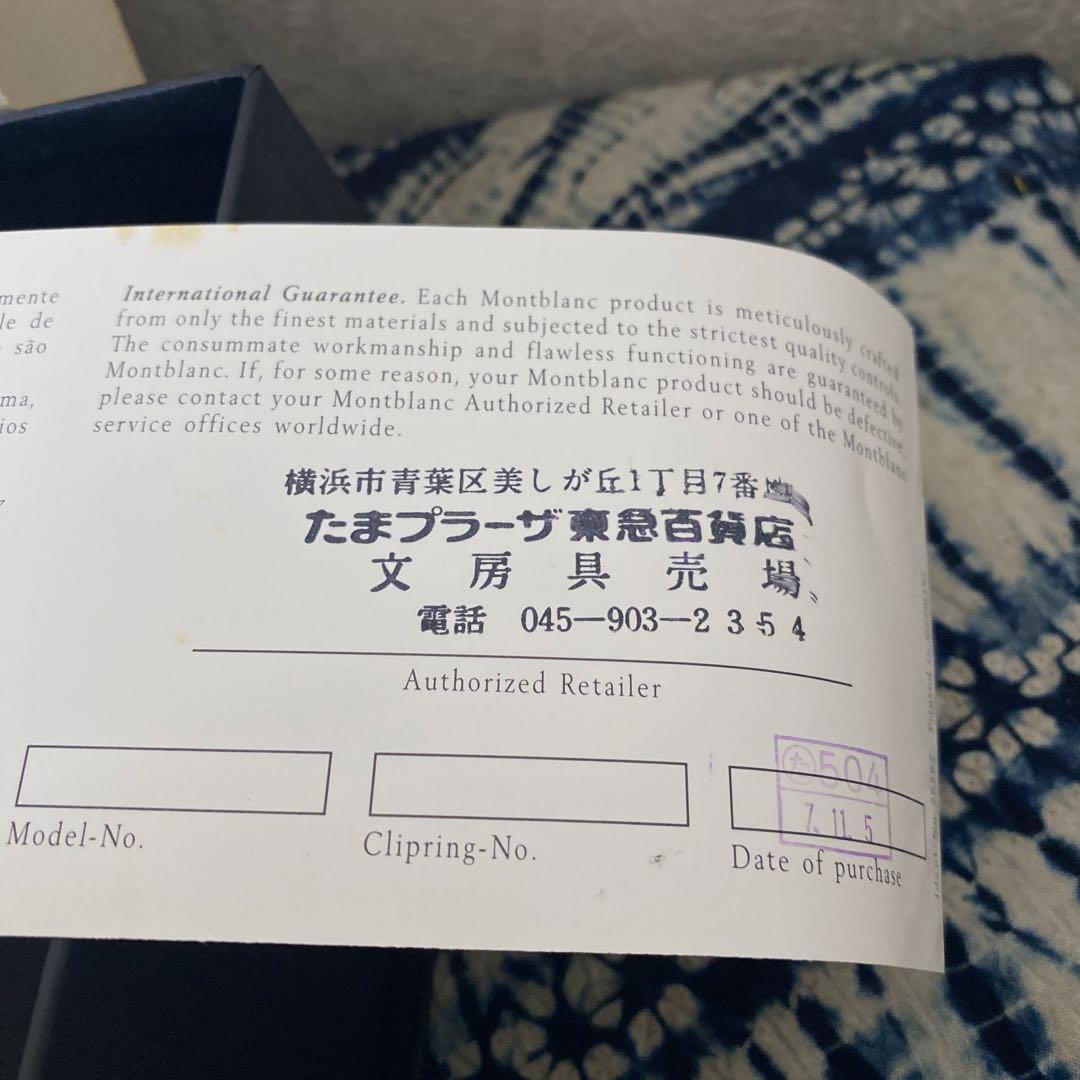 mente
le de
são
ma,
ios
International Guarantee. Each Montblanc product is meticulously crafted
from only the finest materials and subjected to the strictest quality controls
The consummate workmanship and flawless functioning are guaranteed by
Montblanc. If, for some reason, your Montblanc product should be defective,
please contact your Montblanc Authorized Retailer or one of the Montblanc
service offices worldwide.
横浜市青葉区美しが丘1丁目7番地
たまプラーザ東急百貨店
文房具売場
電話 045―903―2354
Authorized Retailer
た504
7.11.5
Model-No.
Clipring-No.
Date of purchase